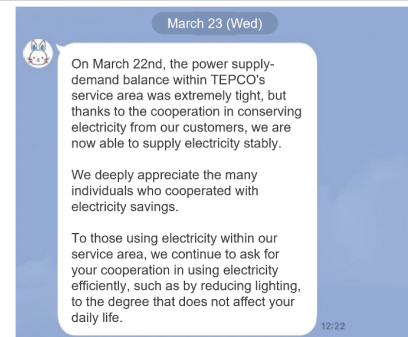 March 23 (Wed)
On March 22nd, the power supply-
demand balance within TEPCO's
service area was extremely tight, but
thanks to the cooperation in conserving
electricity from our customers, we are
now able to supply electricity stably.
We deeply appreciate the many
individuals who cooperated with
electricity savings.
To those using electricity within our
service area, we continue to ask for
your cooperation in using electricity
efficiently, such as by reducing lighting,
to the degree that does not affect your
daily life.
12:22